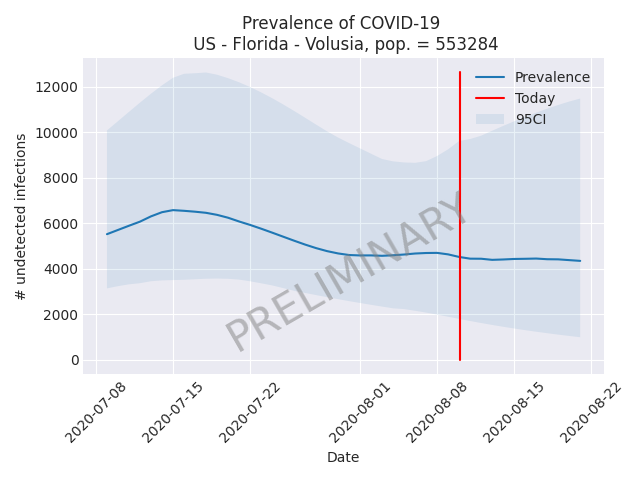 Prevalence of COVID-19
US - Florida - Volusia, pop. = 553284
Prevalence
Today
95CI
12000
10000
8000
6000
4000
2000
0
# undetected infections
PRELIMINARY
2020-07-08
2020-07-15
2020-07-22
2020-08-01
2020-08-08
2020-08-15
2020-08-22
Date